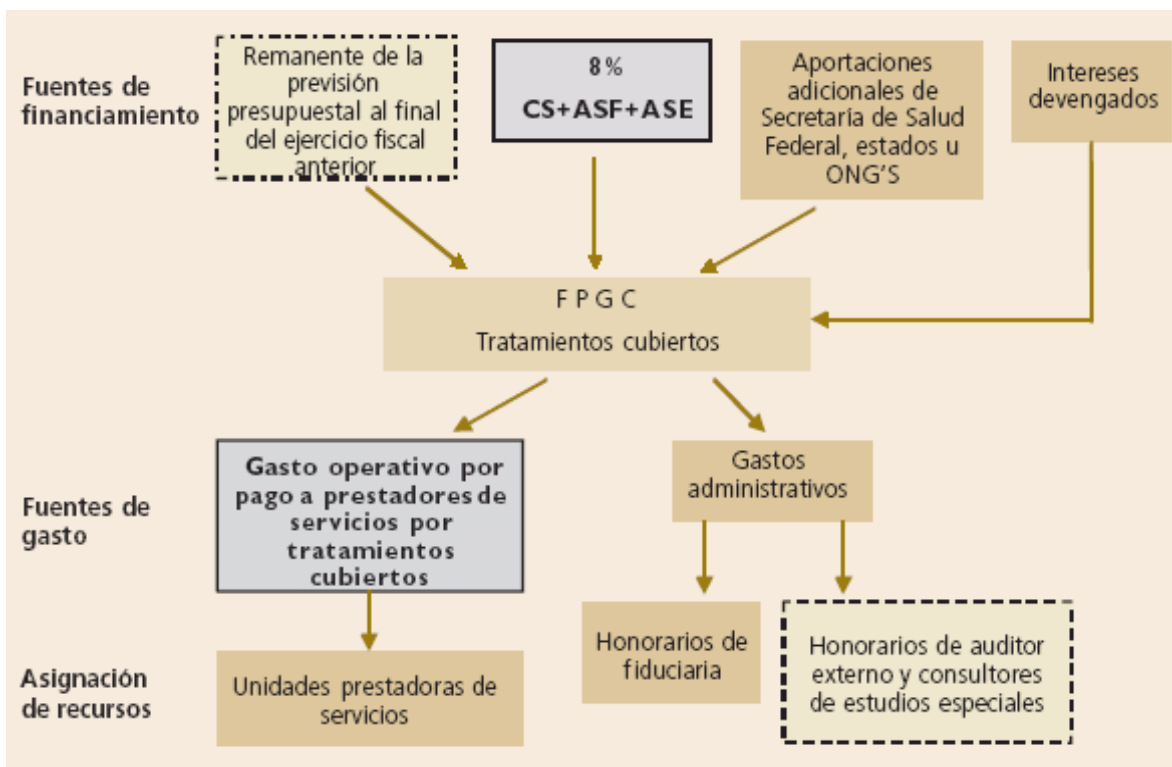 Fuentes de
financiamiento
Remanente de la
previsión
presupuestal al final
del ejercicio fiscal
anterior
8%
CS+ASF+ASE
Aportaciones
adicionales de
Secretaría de Salud
Federal, estados u
ONG'S
Intereses
devengados
F P G C
Tratamientos cubiertos
Fuentes de
gasto
Gasto operativo por
pago a prestadores de
servicios por
tratamientos
cubiertos
Gastos
administrativos
Asignación
de recursos
Unidades prestadoras de
servicios
Honorarios de
fiduciaria
Honorarios de auditor
externo y consultores
de estudios especiales